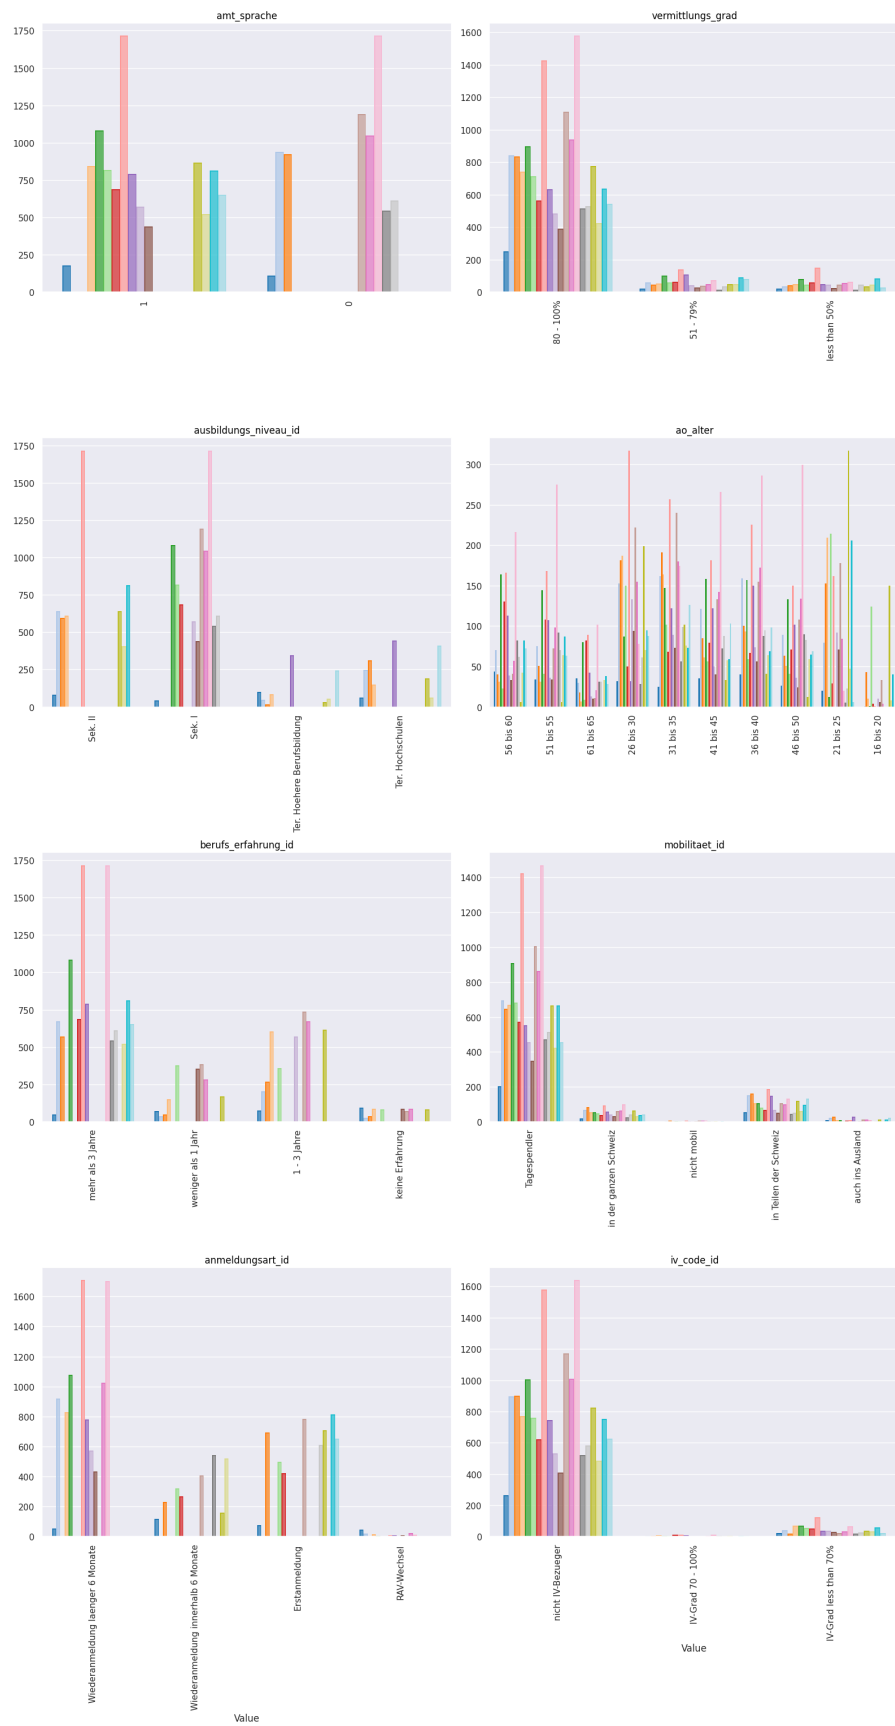 amt_sprache
1750
1500
1250
1000
750
500
250
0
1
0
vermittlungs_grad
1600
1400
1200
1000
800
600
400
200
0
80 - 100%
51 - 79%
less than 50%
ausbildungs_niveau_id
1750
1500
1250
1000
750
500
250
0
Sek. II
Sek. I
Ter. Hoehere Berufsbildung
Ter. Hochschulen
ao_alter
300
250
200
150
100
50
0
56 bis 60
51 bis 55
61 bis 65
26 bis 30
31 bis 35
41 bis 45
36 bis 40
46 bis 50
21 bis 25
16 bis 20
berufs_erfahrung_id
1750
1500
1250
1000
750
500
250
0
mehr als 3 Jahre
weniger als 1 Jahr
1 - 3 Jahre
keine Erfahrung
mobilitaet_id
1400
1200
1000
800
600
400
200
0
Tagespendler
in der ganzen Schweiz
nicht mobil
in Teilen der Schweiz
auch ins Ausland
anmeldungsart_id
1600
1400
1200
1000
800
600
400
200
0
Wiederanmeldung laenger 6 Monate
Wiederanmeldung innerhalb 6 Monate
Erstanmeldung
RAV-Wechsel
Value
iv_code_id
1600
1400
1200
1000
800
600
400
200
0
nicht IV-Bezueger
IV-Grad 70 - 100%
IV-Grad less than 70%
Value